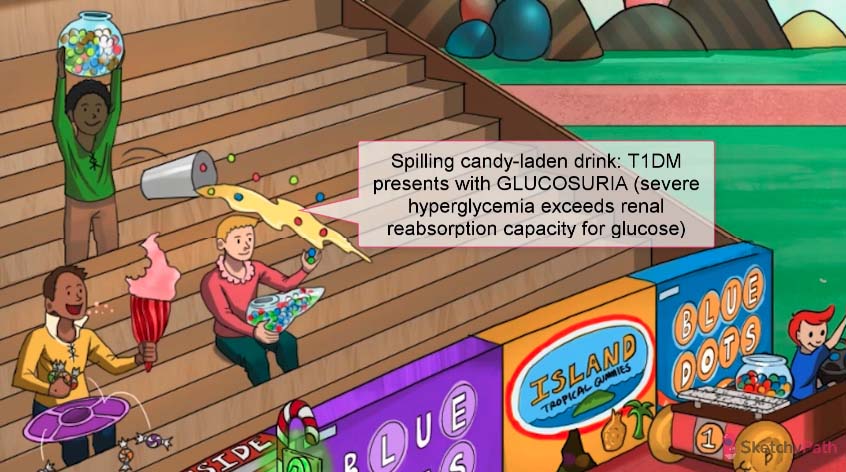 Spilling candy-laden drink: T1DM
presents with GLUCOSURIA (severe
hyperglycemia exceeds renal
reabsorption capacity for glucose)
BLUE
DOTS
ISLAND
TROPICAL GUMMIES
1
SIDE
BLUE
SketchyPath